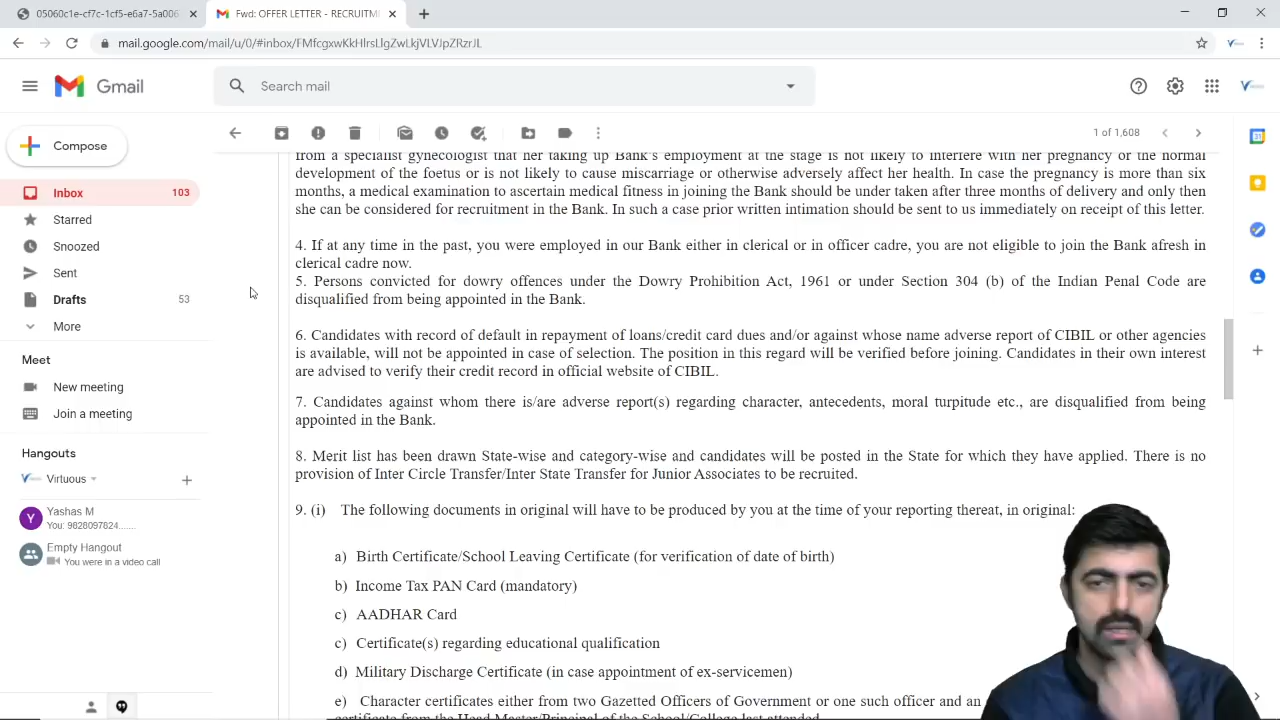 05060c1e-cf7c-1cf5-e6a7-5a006
Fwd: OFFER LETTER - RECRUITM
mail.google.com/mail/u/0/#inbox/FMfcgxwKkHlrsLlgZwLkjVLVJpZRzrJL
Gmail
Search mail
Compose
1 of 1,608
Inbox 103
Starred
Snoozed
Sent
Drafts 53
More
Meet
New meeting
Join a meeting
Hangouts
Virtuous
Yashas M
You: 9828097824......
Empty Hangout
You were in a video call
from a specialist gynecologist that her taking up Bank's employment at the stage is not likely to interfere with her pregnancy or the normal
development of the foetus or is not likely to cause miscarriage or otherwise adversely affect her health. In case the pregnancy is more than six
months, a medical examination to ascertain medical fitness in joining the Bank should be under taken after three months of delivery and only then
she can be considered for recruitment in the Bank. In such a case prior written intimation should be sent to us immediately on receipt of this letter.
4. If at any time in the past, you were employed in our Bank either in clerical or in officer cadre, you are not eligible to join the Bank afresh in
clerical cadre now.
5. Persons convicted for dowry offences under the Dowry Prohibition Act, 1961 or under Section 304 (b) of the Indian Penal Code are
disqualified from being appointed in the Bank.
6. Candidates with record of default in repayment of loans/credit card dues and/or against whose name adverse report of CIBIL or other agencies
is available, will not be appointed in case of selection. The position in this regard will be verified before joining. Candidates in their own interest
are advised to verify their credit record in official website of CIBIL.
7. Candidates against whom there is/are adverse report(s) regarding character, antecedents, moral turpitude etc., are disqualified from being
appointed in the Bank.
8. Merit list has been drawn State-wise and category-wise and candidates will be posted in the State for which they have applied. There is no
provision of Inter Circle Transfer/Inter State Transfer for Junior Associates to be recruited.
9. (i) The following documents in original will have to be produced by you at the time of your reporting thereat, in original:
a) Birth Certificate/School Leaving Certificate (for verification of date of birth)
b) Income Tax PAN Card (mandatory)
c) AADHAR Card
c) Certificate(s) regarding educational qualification
d) Military Discharge Certificate (in case appointment of ex-servicemen)
e) Character certificates either from two Gazetted Officers of Government or one such officer and an
certificate from the Head Master/Principal of the School/College last attended